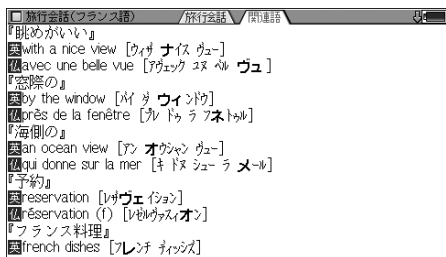 旅行会話(フランス語) 旅行会話 関連語
『眺めがいい』
英with a nice view [ウィザ ナイス ヴュー]
仏avec une belle vue [アヴェック ユヌ ベル ヴュ]
『窓際の』
英by the window [バイ ダ ウィンドウ]
仏près de la fenêtre [プレ ドゥ ラ フネトゥル]
『海側の』
英an ocean view [アン オウシャン ヴュー]
仏qui donne sur la mer [キ ドヌ シュー ラ メール]
『予約』
英reservation [レザヴェイション]
仏réservation (f) [レゼルヴァスィオン]
『フランス料理』
英french dishes [フレンチ ディッシズ]